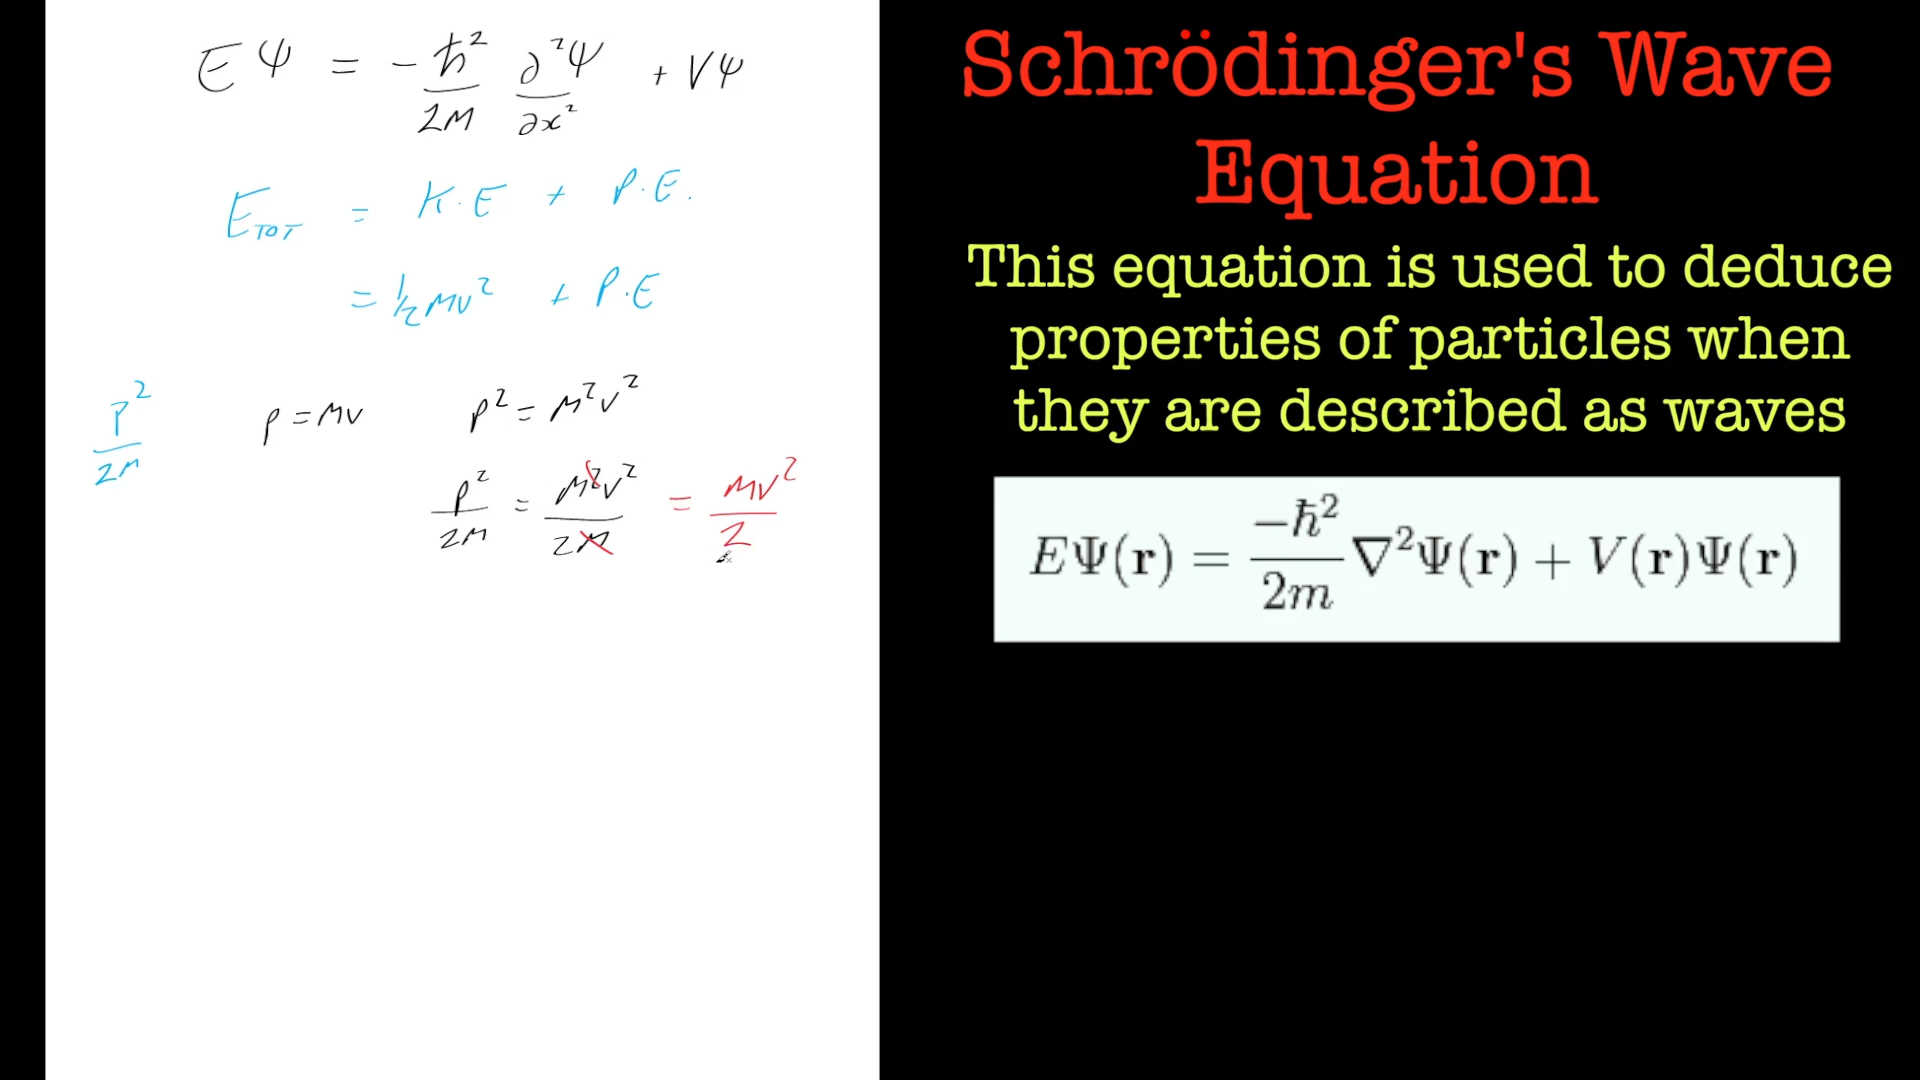 EΨ = -ħ²/2M ∂²Ψ/∂x² + VΨ
E_TOT = K.E + P.E.
= 1/2 MV² + P.E
P²/2M
P = MV P² = M²V²
P²/2M = M²V²/2M = MV²/2
Schrödinger's Wave
Equation
This equation is used to deduce
properties of particles when
they are described as waves
EΨ(r) = -ħ²/2m ∇²Ψ(r) + V(r)Ψ(r)